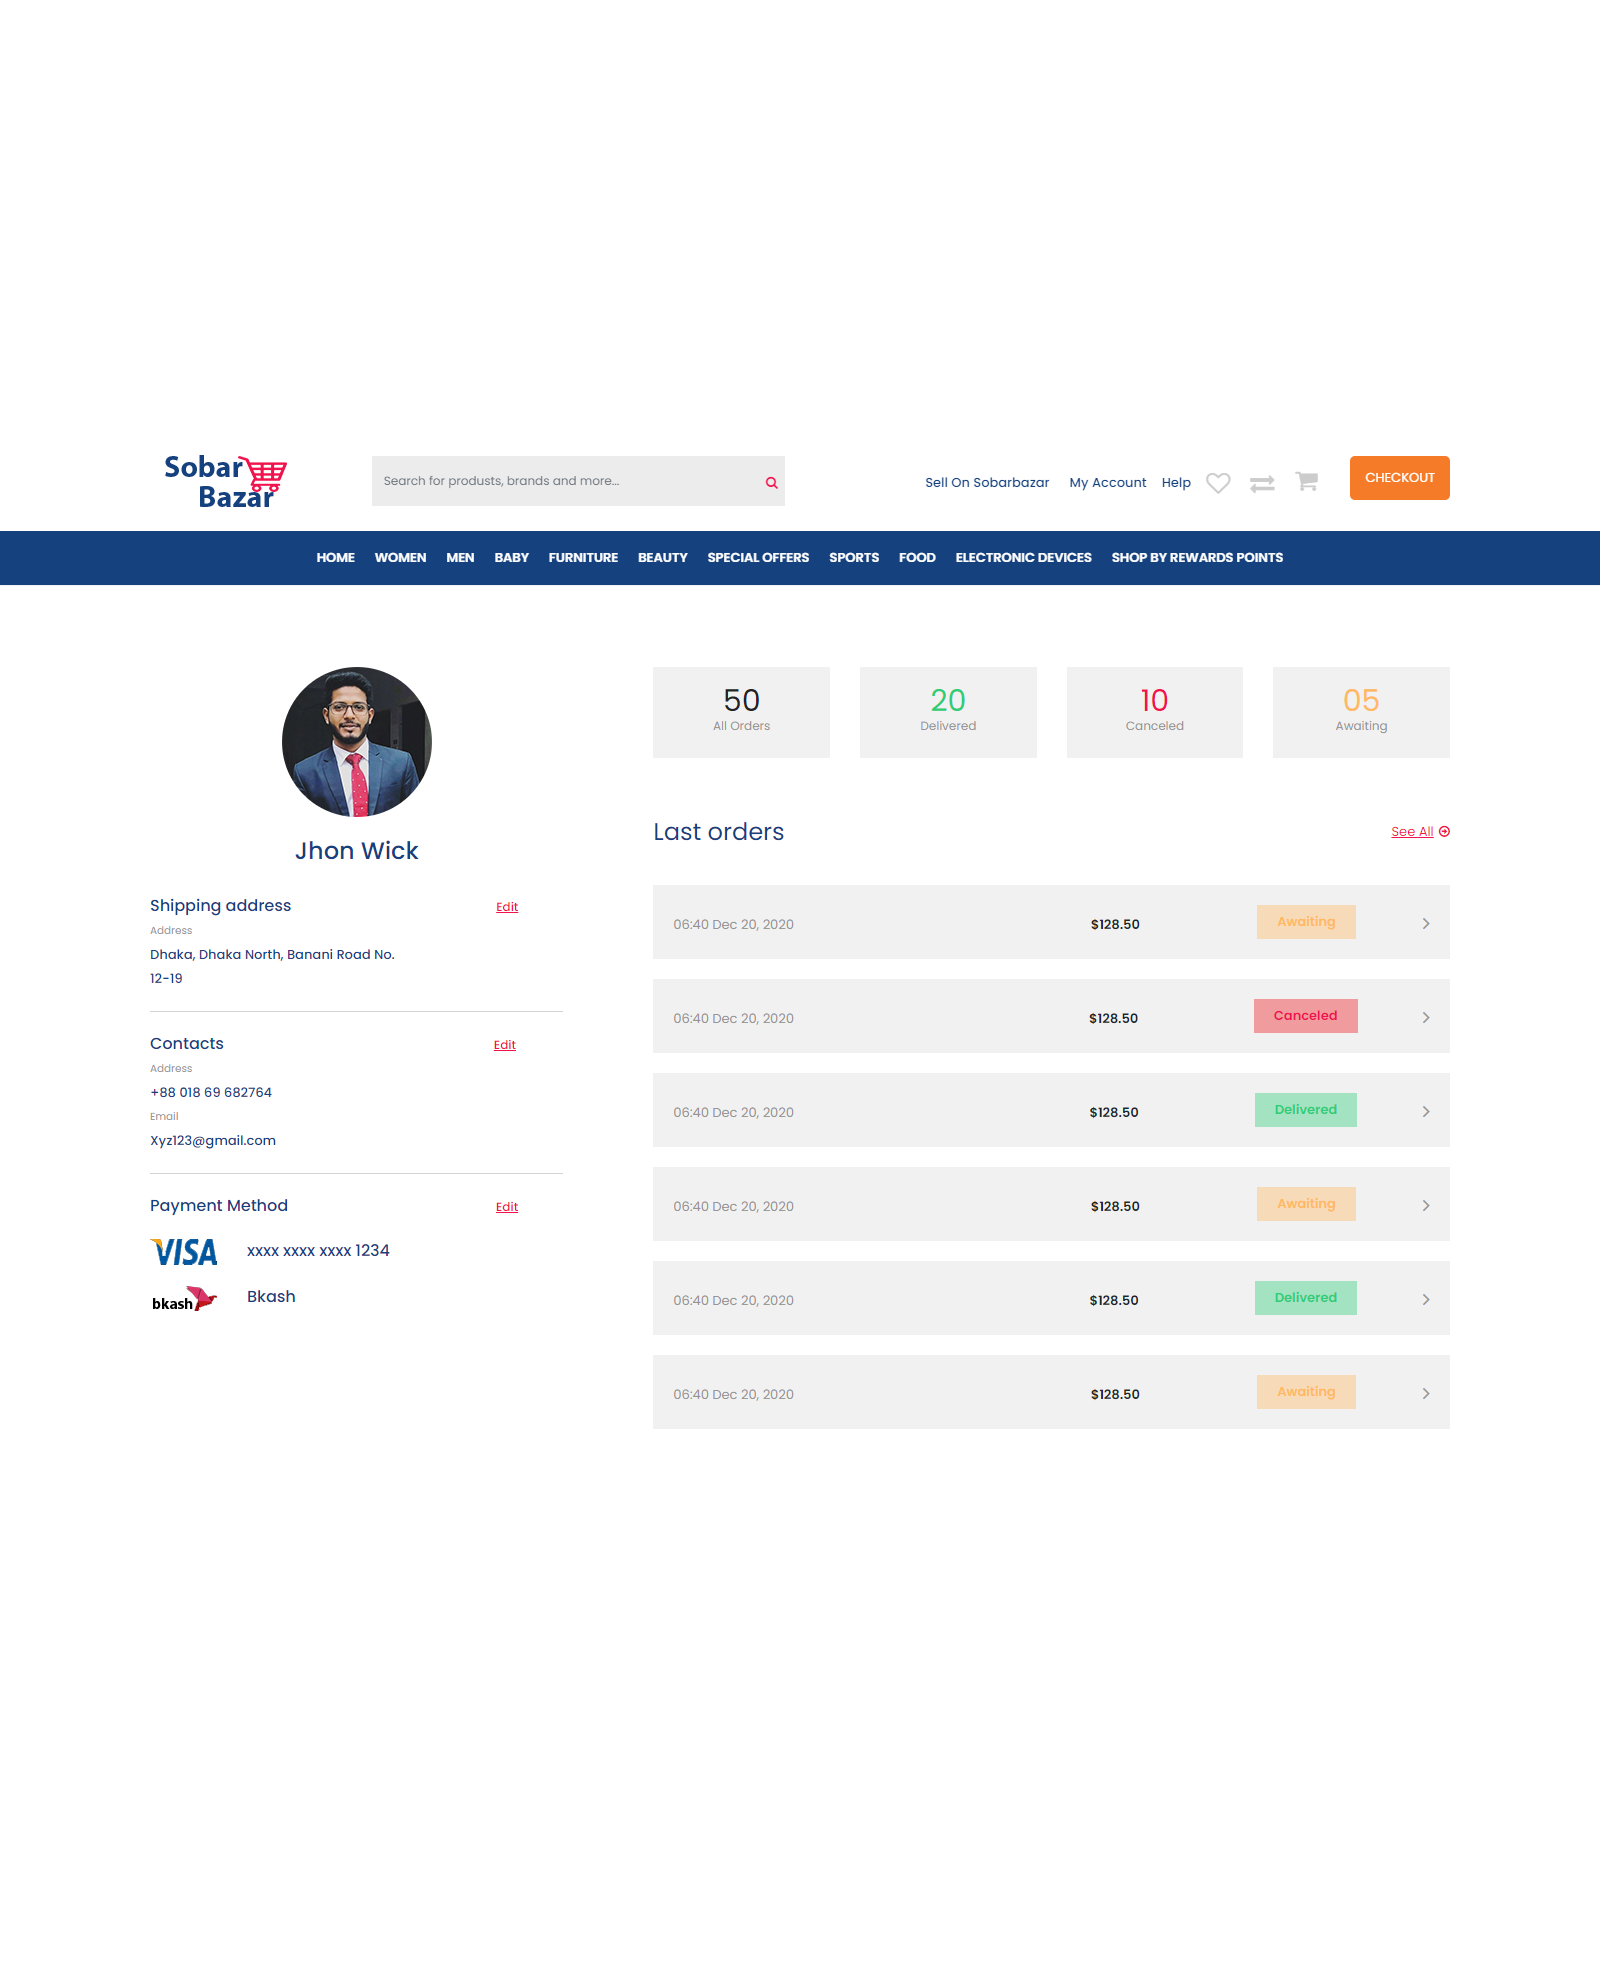 Sobar
Bazar
Search for produsts, brands and more...
Sell On Sobarbazar My Account Help
CHECKOUT
HOME WOMEN MEN BABY FURNITURE BEAUTY SPECIAL OFFERS SPORTS FOOD ELECTRONIC DEVICES SHOP BY REWARDS POINTS
Jhon Wick
Shipping address Edit
Address
Dhaka, Dhaka North, Banani Road No.
12-19
Contacts Edit
Address
+88 018 69 682764
Email
Xyz123@gmail.com
Payment Method Edit
VISA xxxx xxxx xxxx 1234
bkash Bkash
50 20 10 05
All Orders Delivered Canceled Awaiting
Last orders See All
06:40 Dec 20, 2020 $128.50 Awaiting
06:40 Dec 20, 2020 $128.50 Canceled
06:40 Dec 20, 2020 $128.50 Delivered
06:40 Dec 20, 2020 $128.50 Awaiting
06:40 Dec 20, 2020 $128.50 Delivered
06:40 Dec 20, 2020 $128.50 Awaiting